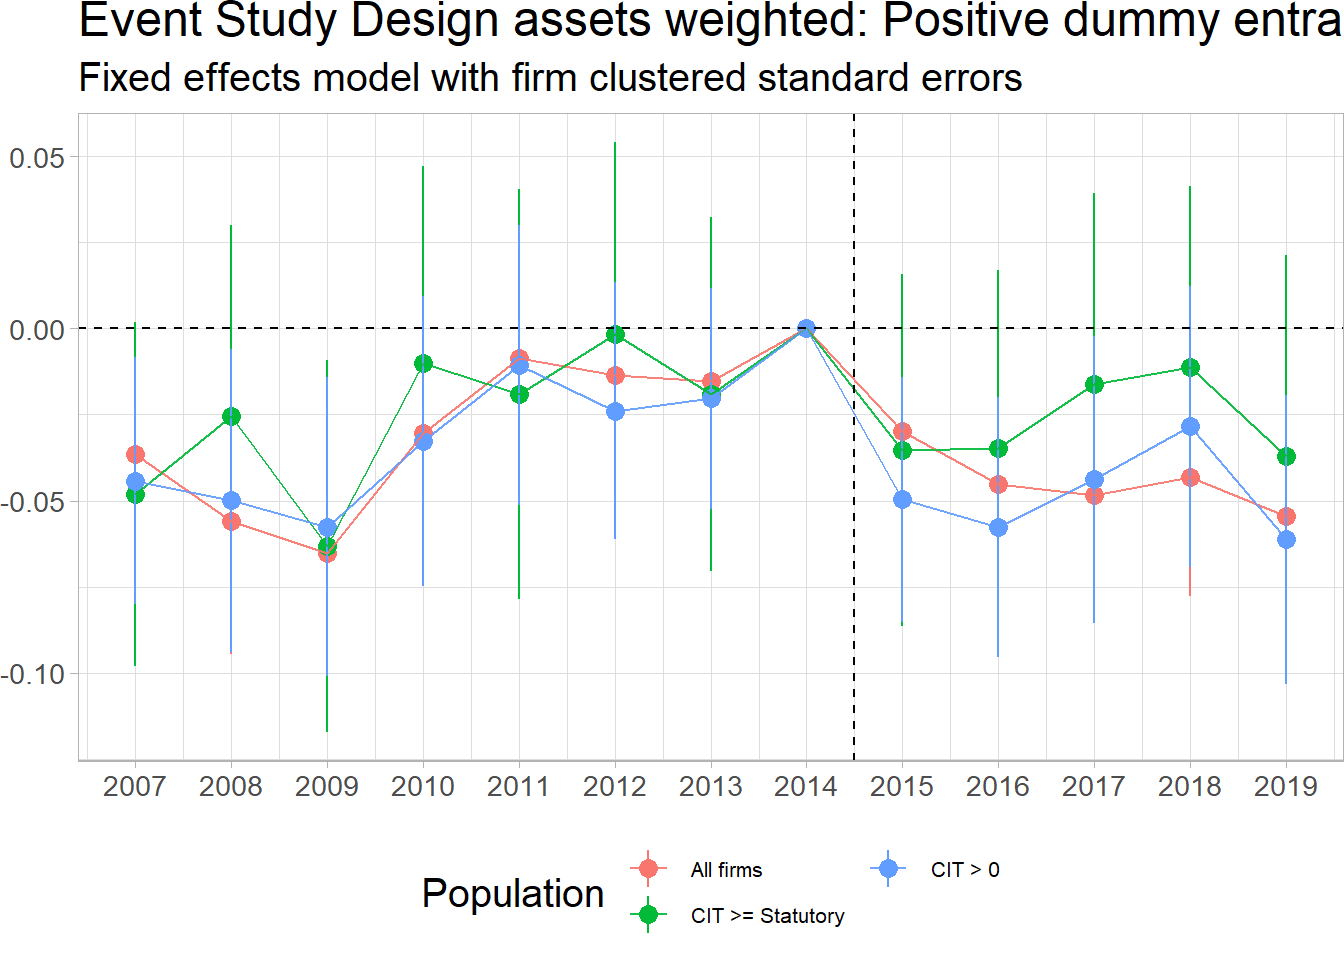 Event Study Design assets weighted: Positive dummy entra
Fixed effects model with firm clustered standard errors
0.05
0.00
-0.05
-0.10
2007 2008 2009 2010 2011 2012 2013 2014 2015 2016 2017 2018 2019
Population
All firms
CIT > 0
CIT >= Statutory